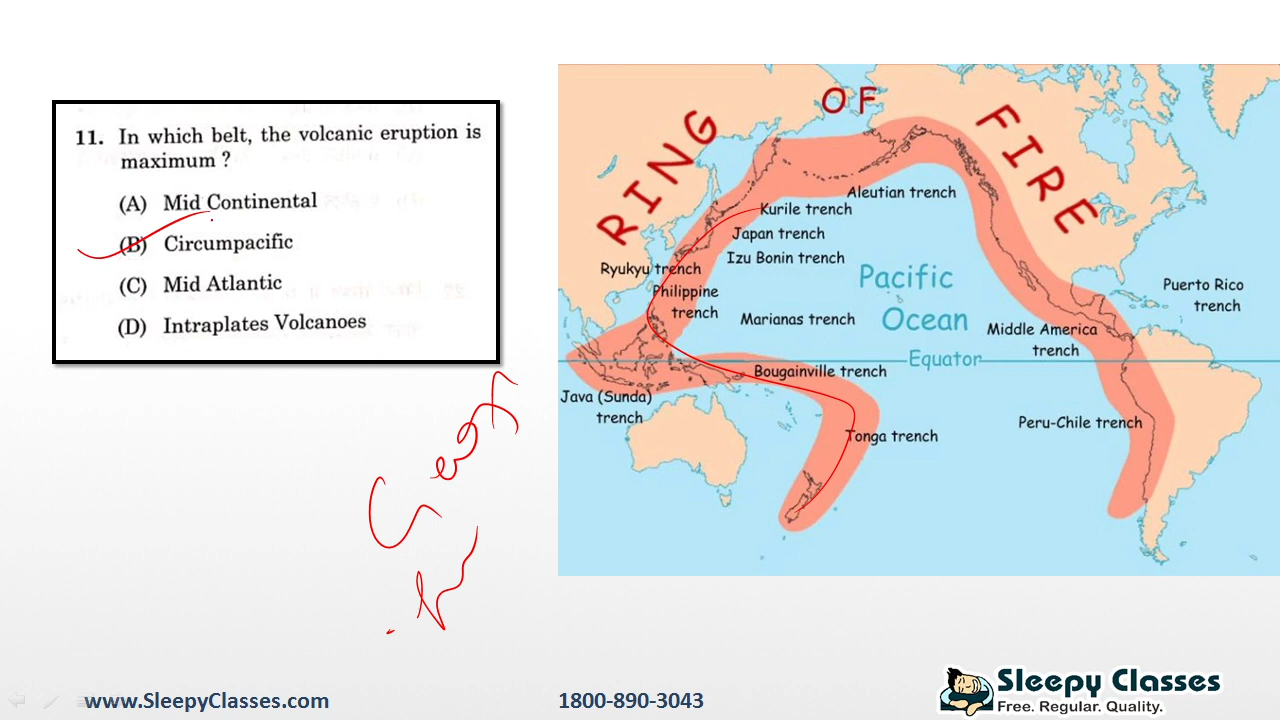 11. In which belt, the volcanic eruption is
maximum ?
(A) Mid Continental
(B) Circumpacific
(C) Mid Atlantic
(D) Intraplates Volcanoes
RING OF FIRE
Aleutian trench
Kurile trench
Japan trench
Izu Bonin trench
Ryukyu trench
Philippine
trench
Marianas trench
Pacific
Ocean
Equator
Bougainville trench
Java (Sunda)
trench
Tonga trench
Middle America
trench
Puerto Rico
trench
Peru-Chile trench
www.SleepyClasses.com
1800-890-3043
Sleepy Classes
Free. Regular. Quality.